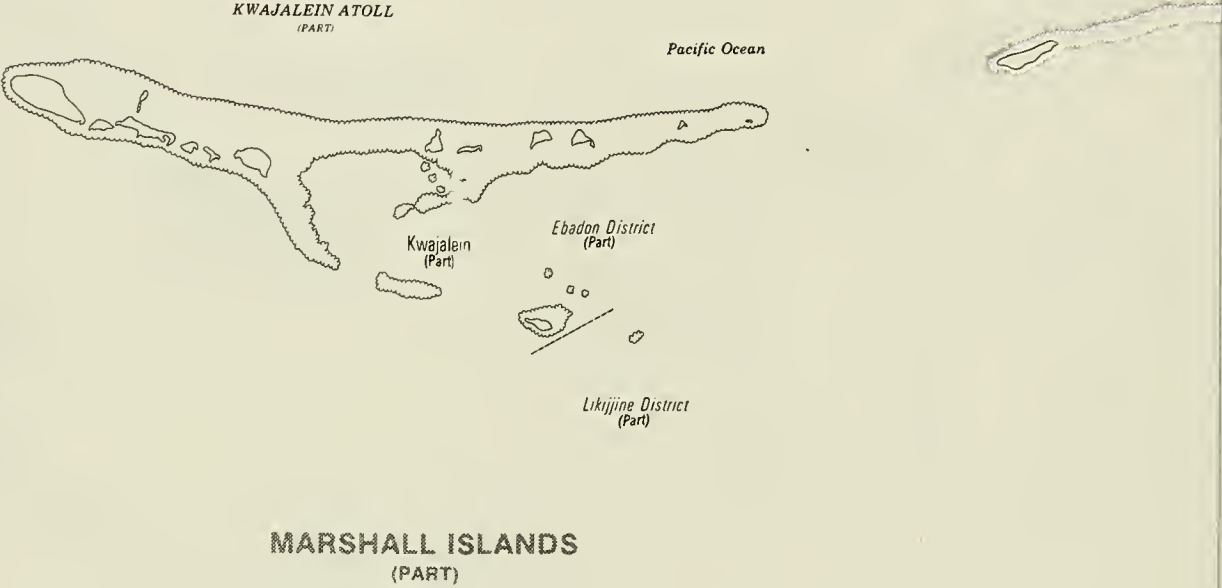 KWAJALEIN ATOLL
(PART)
Pacific Ocean
Ebadon District
(Part)
Kwajalein
(Part)
Likijjine District
(Part)
MARSHALL ISLANDS
(PART)